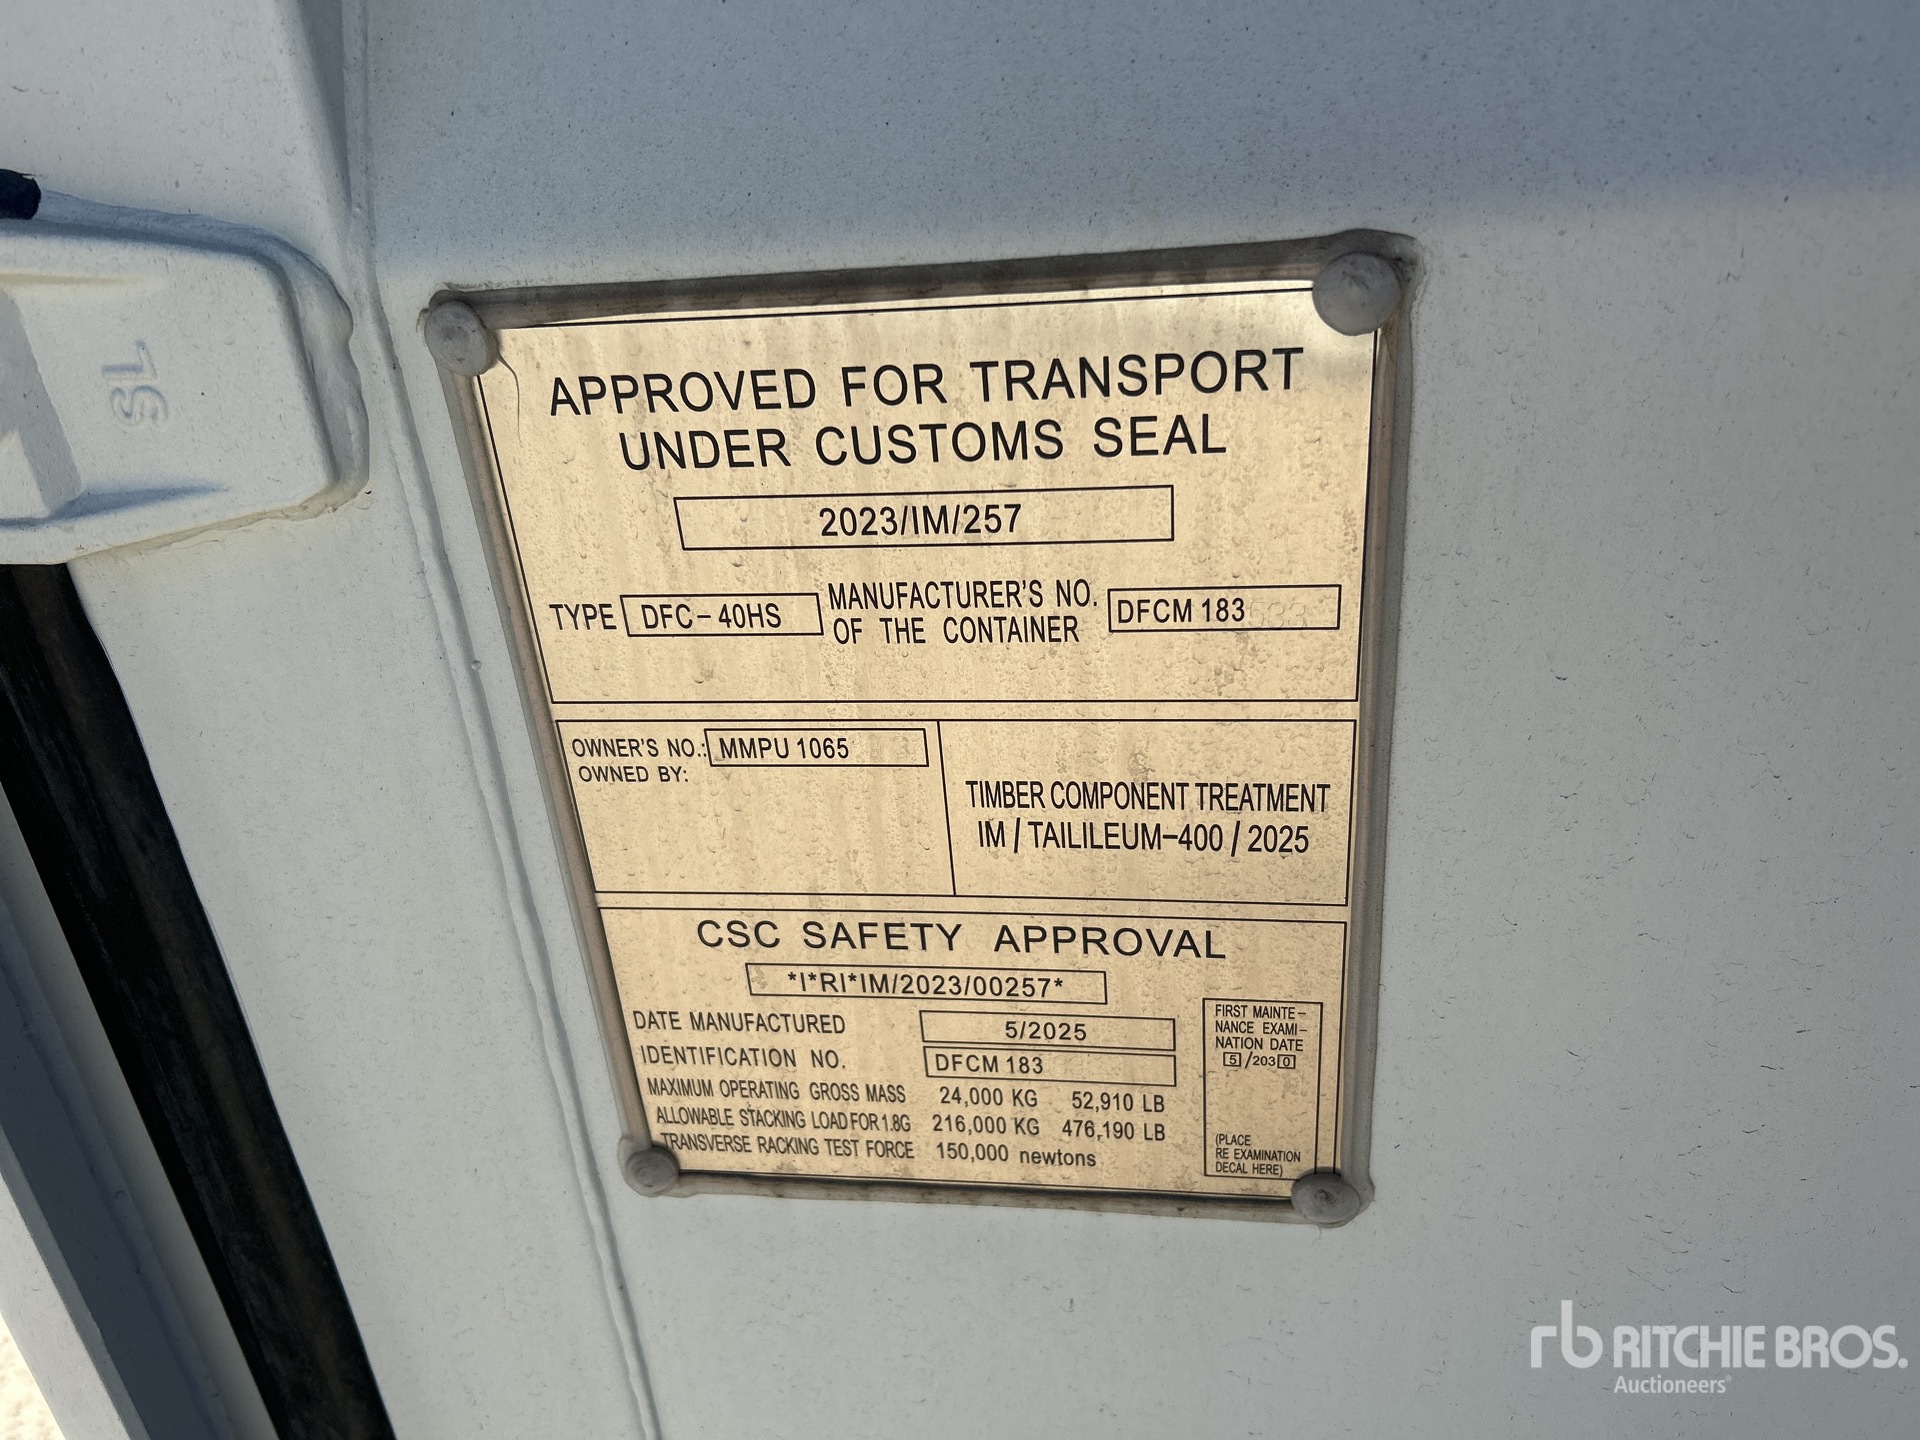 SL
APPROVED FOR TRANSPORT
UNDER CUSTOMS SEAL
2023/IM/257
TYPE DFC-40HS MANUFACTURER'S NO. OF THE CONTAINER DFCM 183533
OWNER'S NO.: MMPU 1065
OWNED BY:
TIMBER COMPONENT TREATMENT
IM / TAILILEUM-400 / 2025
CSC SAFETY APPROVAL
*I*RI*IM/2023/00257*
DATE MANUFACTURED 5/2025
IDENTIFICATION NO. DFCM 183
MAXIMUM OPERATING GROSS MASS 24,000 KG 52,910 LB
ALLOWABLE STACKING LOAD FOR 1.8G 216,000 KG 476,190 LB
TRANSVERSE RACKING TEST FORCE 150,000 newtons
FIRST MAINTE-
NANCE EXAMI-
NATION DATE
5/2030
(PLACE
RE EXAMINATION
DECAL HERE)
rb RITCHIE BROS.
Auctioneers